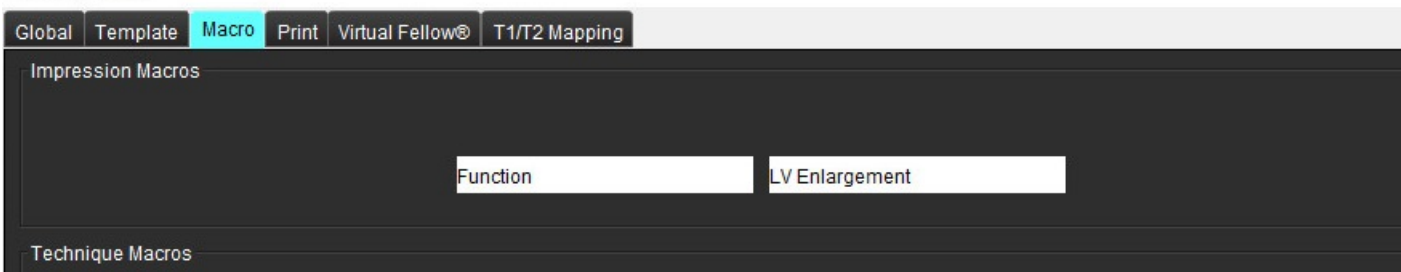 Global Template Macro Print Virtual Fellow® T1/T2 Mapping
Impression Macros
Function LV Enlargement
Technique Macros